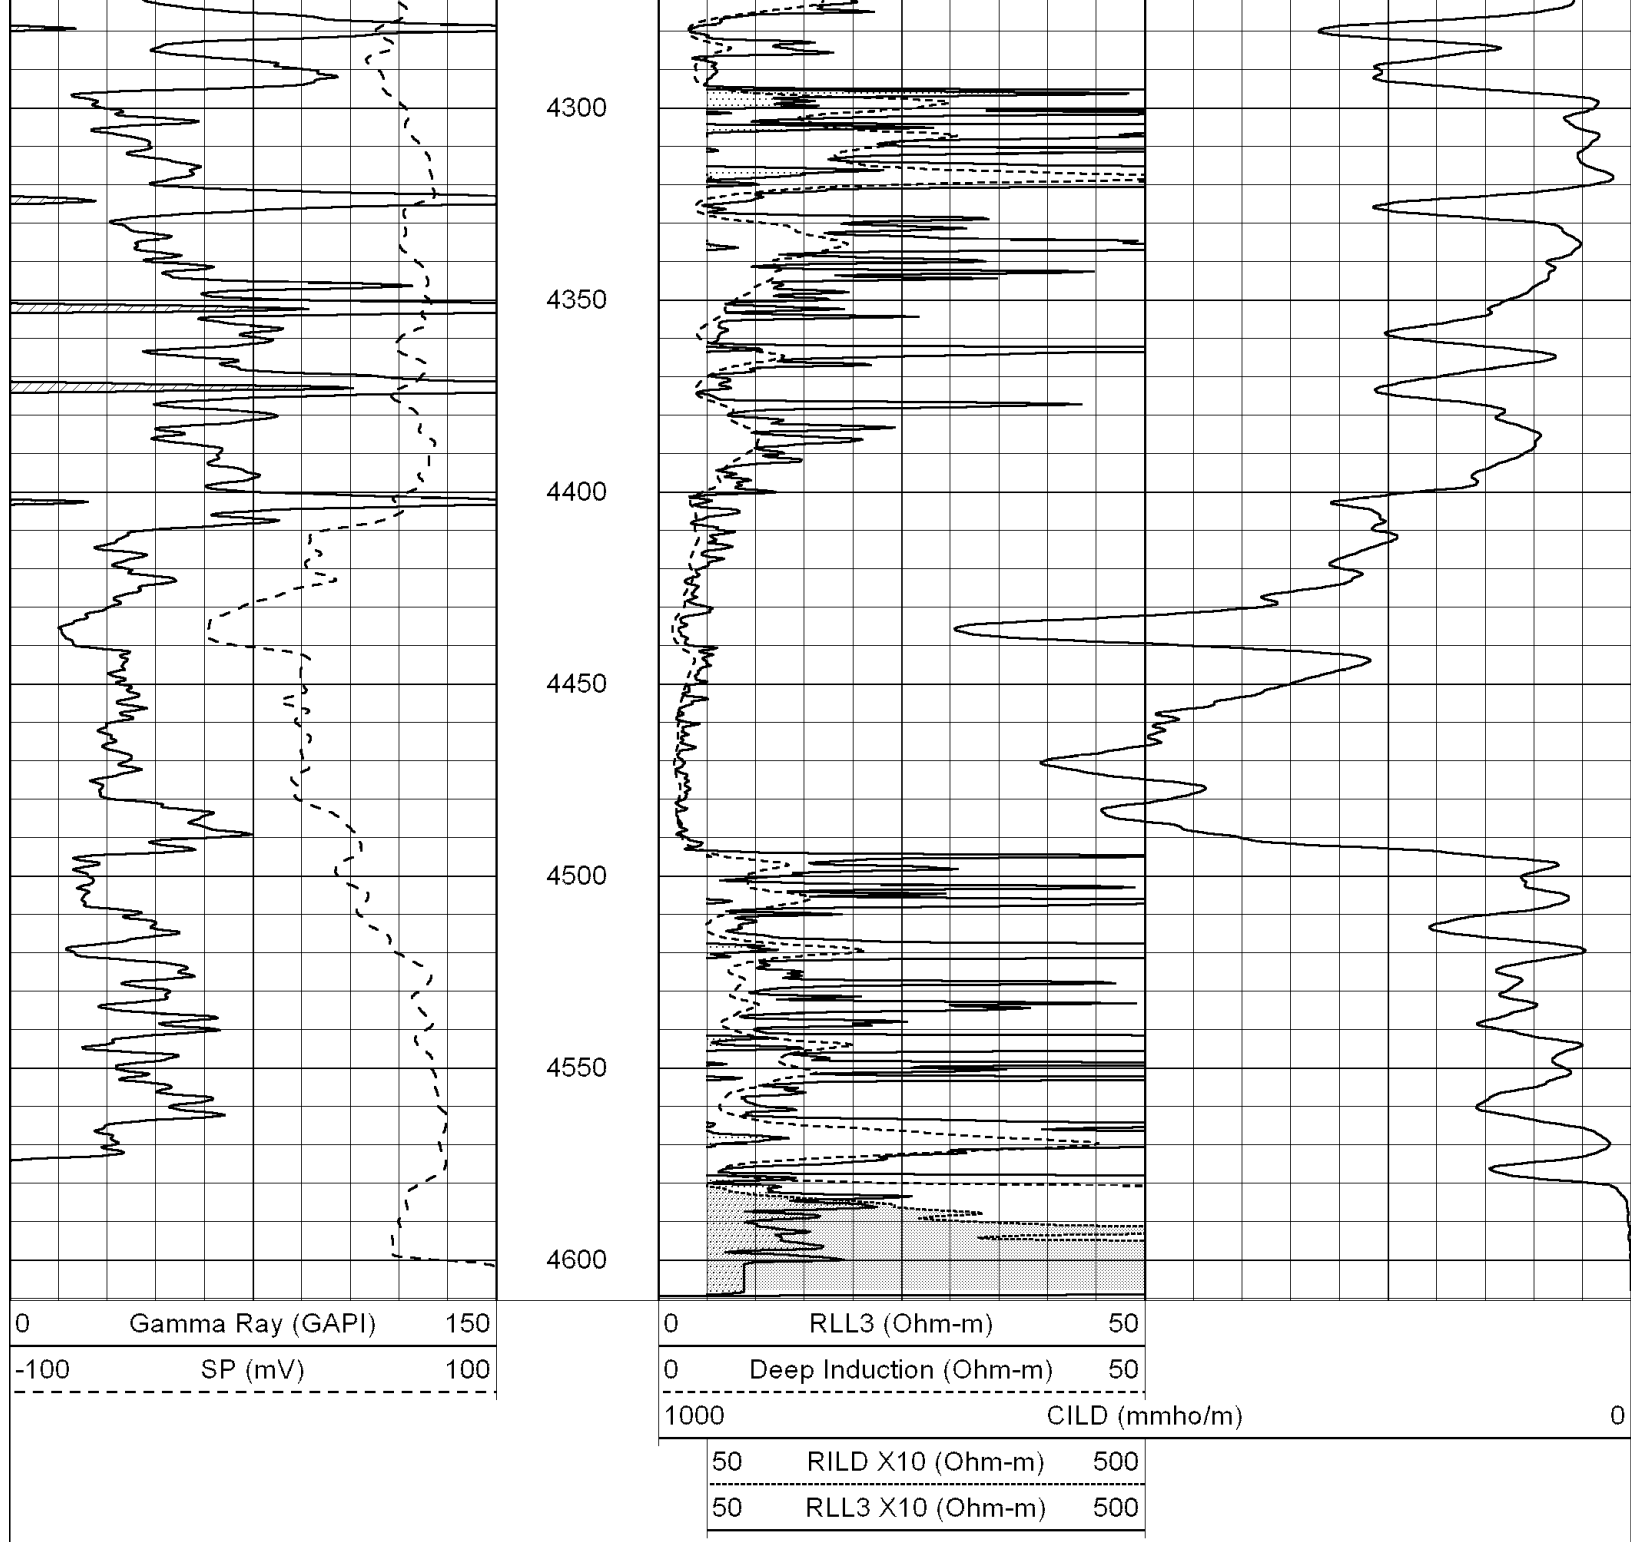 4300
4350
4400
4450
4500
4550
4600
0 Gamma Ray (GAPI) 150
-100 SP (mV) 100
0 RLL3 (Ohm-m) 50
0 Deep Induction (Ohm-m) 50
1000 CILD (mmho/m) 0
50 RILD X10 (Ohm-m) 500
50 RLL3 X10 (Ohm-m) 500